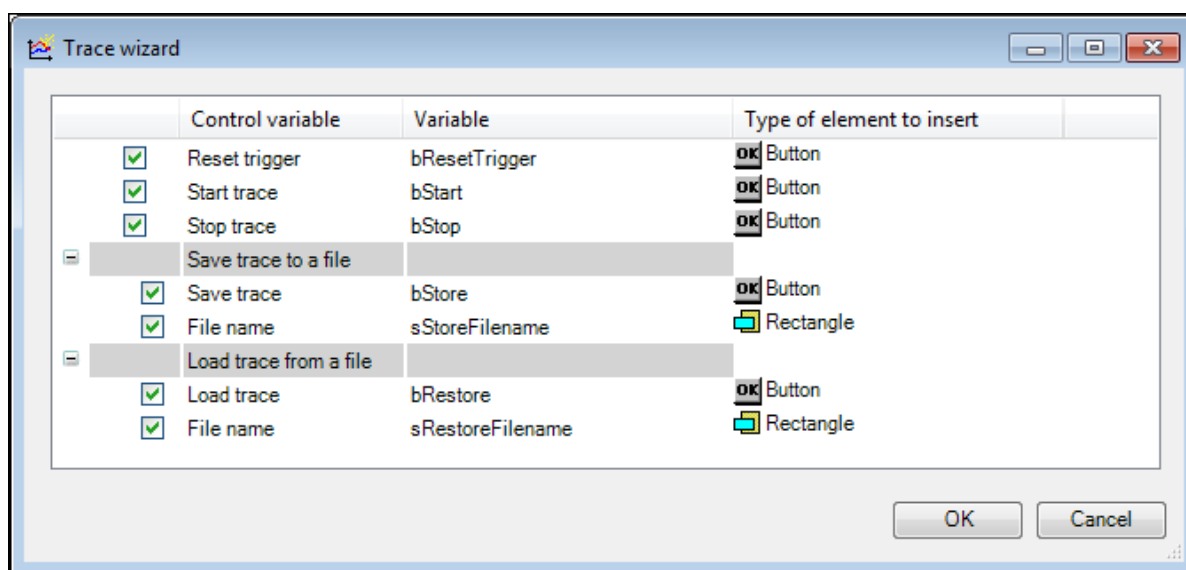 Trace wizard
Control variable Variable Type of element to insert
Reset trigger bResetTrigger OK Button
Start trace bStart OK Button
Stop trace bStop OK Button
Save trace to a file
Save trace bStore OK Button
File name sStoreFilename Rectangle
Load trace from a file
Load trace bRestore OK Button
File name sRestoreFilename Rectangle
OK Cancel